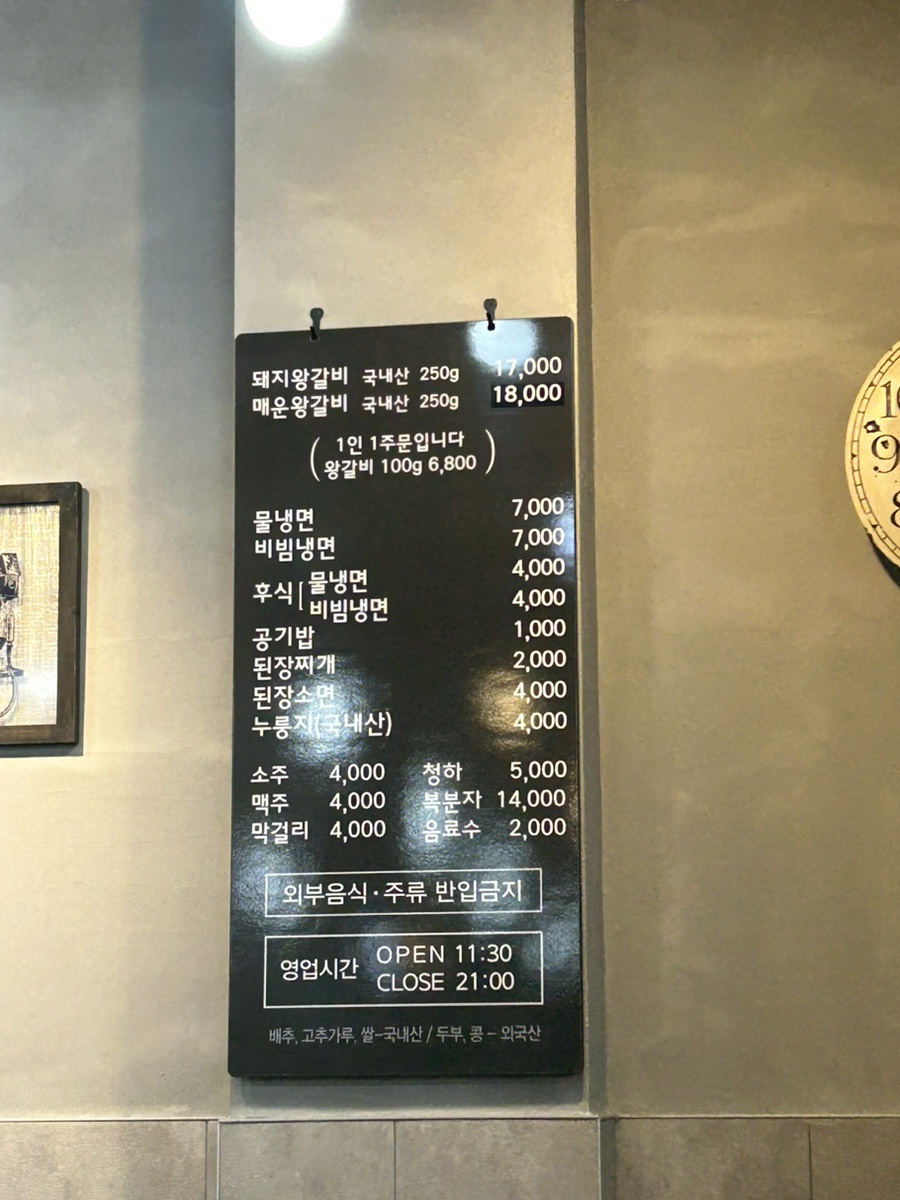 돼지왕갈비 국내산 250g 17,000
매운왕갈비 국내산 250g 18,000
( 1인 1주문입니다
왕갈비 100g 6,800 )
물냉면 7,000
비빔냉면 7,000
후식 [ 물냉면 4,000
비빔냉면 4,000
공기밥 1,000
된장찌개 2,000
된장소면 4,000
누룽지(국내산) 4,000
소주 4,000 청하 5,000
맥주 4,000 복분자 14,000
막걸리 4,000 음료수 2,000
외부음식·주류 반입금지
영업시간 OPEN 11:30
CLOSE 21:00
배추, 고추가루, 쌀-국내산 / 두부, 콩 - 외국산
10
9
8